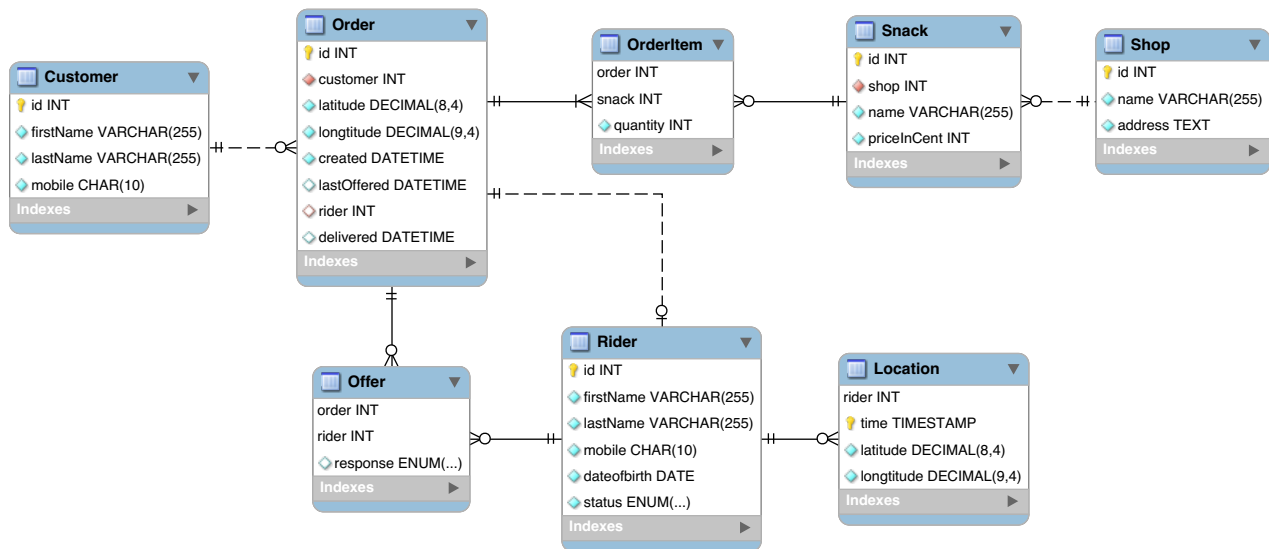 Customer
id INT
firstName VARCHAR(255)
lastName VARCHAR(255)
mobile CHAR(10)
Indexes
Order
id INT
customer INT
latitude DECIMAL(8,4)
longtitude DECIMAL(9,4)
created DATETIME
lastOffered DATETIME
rider INT
delivered DATETIME
Indexes
OrderItem
order INT
snack INT
quantity INT
Indexes
Snack
id INT
shop INT
name VARCHAR(255)
priceInCent INT
Indexes
Shop
id INT
name VARCHAR(255)
address TEXT
Indexes
Offer
order INT
rider INT
response ENUM(...)
Indexes
Rider
id INT
firstName VARCHAR(255)
lastName VARCHAR(255)
mobile CHAR(10)
dateofbirth DATE
status ENUM(...)
Indexes
Location
rider INT
time TIMESTAMP
latitude DECIMAL(8,4)
longtitude DECIMAL(9,4)
Indexes